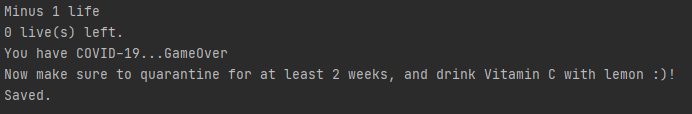 Minus 1 life
0 live(s) left.
You have COVID-19...GameOver
Now make sure to quarantine for at least 2 weeks, and drink Vitamin C with lemon :)!
Saved.